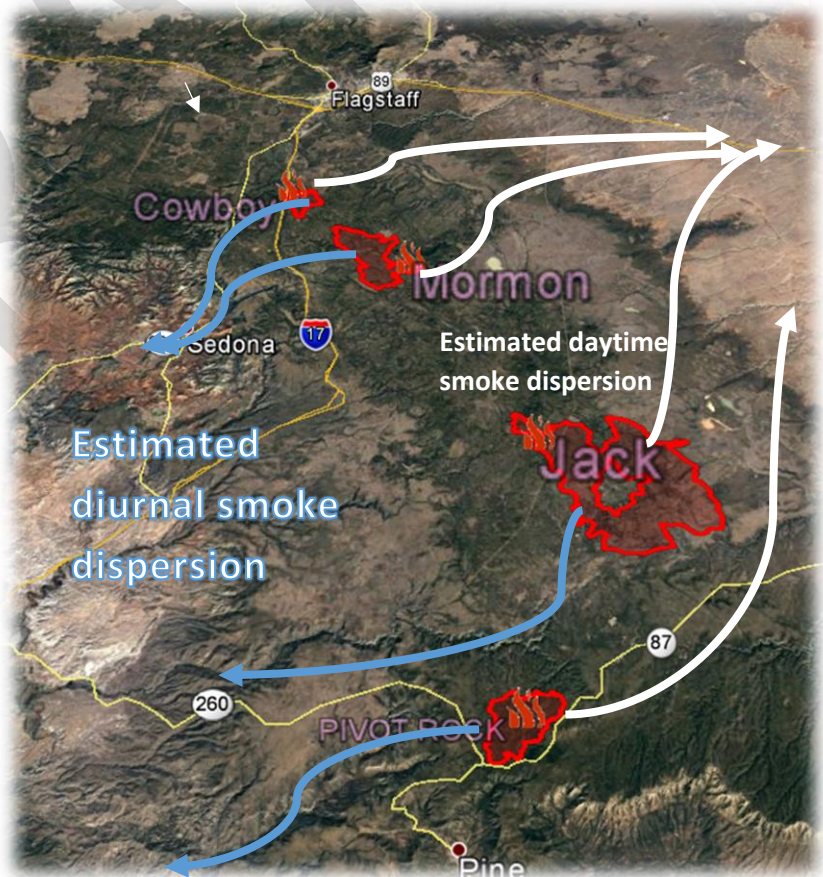 89
Flagstaff
Cowboy
Mormon
17
Sedona
Estimated daytime
smoke dispersion
Estimated
diurnal smoke
dispersion
Jack
87
260
PIVOT ROCK
Pine